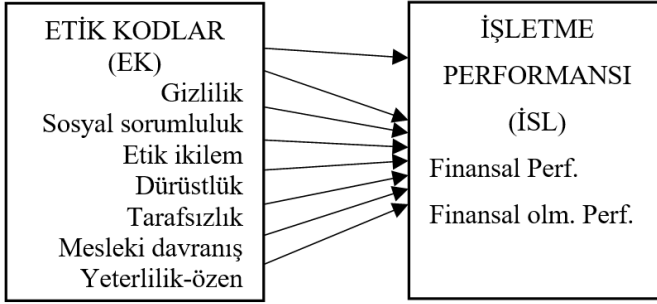 ETİK KODLAR
(EK)
Gizlilik
Sosyal sorumluluk
Etik ikilem
Dürüstlük
Tarafsızlık
Mesleki davranış
Yeterlilik-özen
İŞLETME
PERFORMANSI
(İSL)
Finansal Perf.
Finansal olm. Perf.